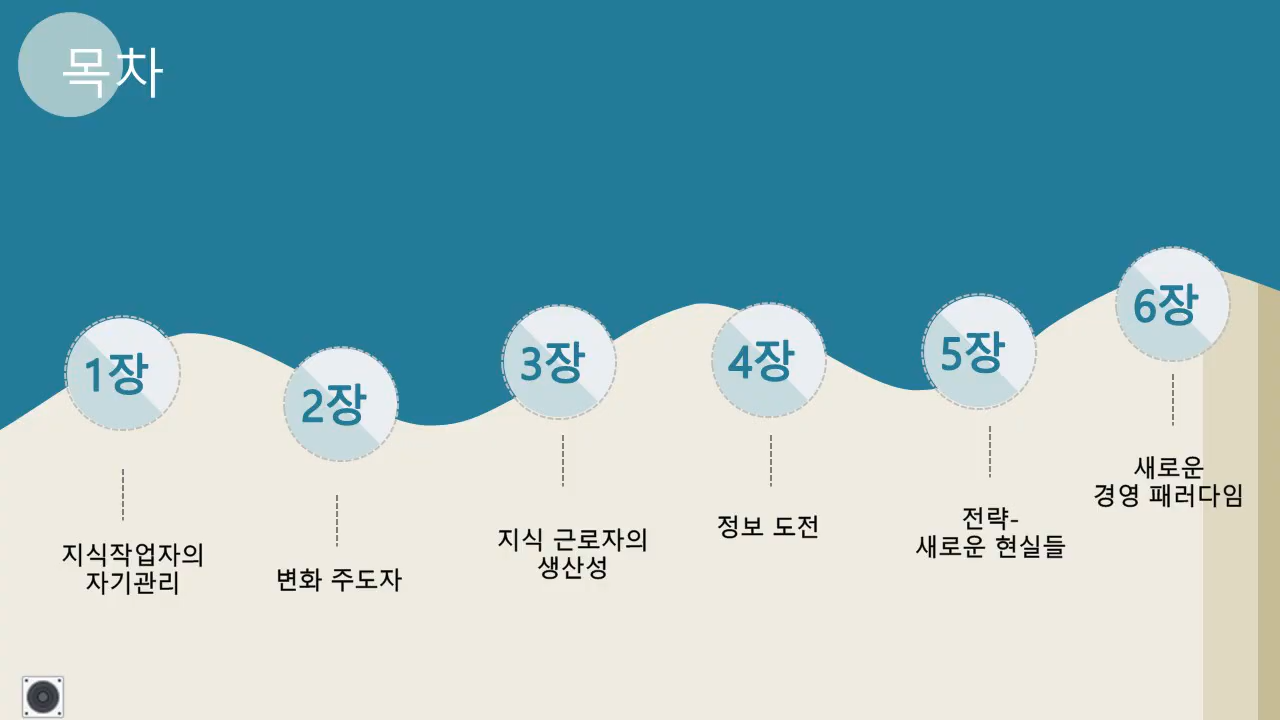 목차
1장
지식작업자의
자기관리
2장
변화 주도자
3장
지식 근로자의
생산성
4장
정보 도전
5장
전략-
새로운 현실들
6장
새로운
경영 패러다임